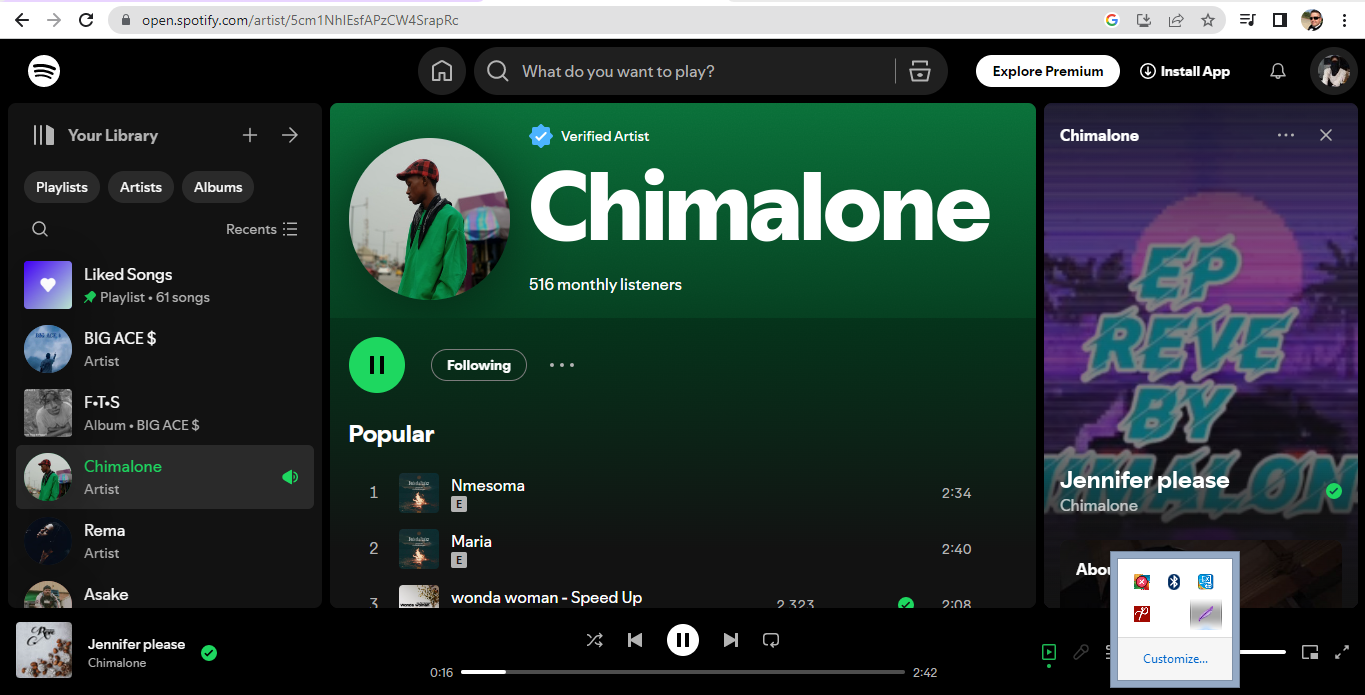 open.spotify.com/artist/5cm1NhIEsfAPzCW4SrapRc
What do you want to play?
Explore Premium
Install App
Your Library
Playlists
Artists
Albums
Recents
Liked Songs
Playlist • 61 songs
BIG ACE $
Artist
F•T•S
Album • BIG ACE $
Chimalone
Artist
Rema
Artist
Asake
Verified Artist
Chimalone
516 monthly listeners
Following
Popular
1
Nmesoma
E
2:34
2
Maria
E
2:40
3
wonda woman - Speed Up
2,323
2:08
Chimalone
EP
REVE
BY
Jennifer please
Chimalone
Customize...
Jennifer please
Chimalone
0:16
2:42